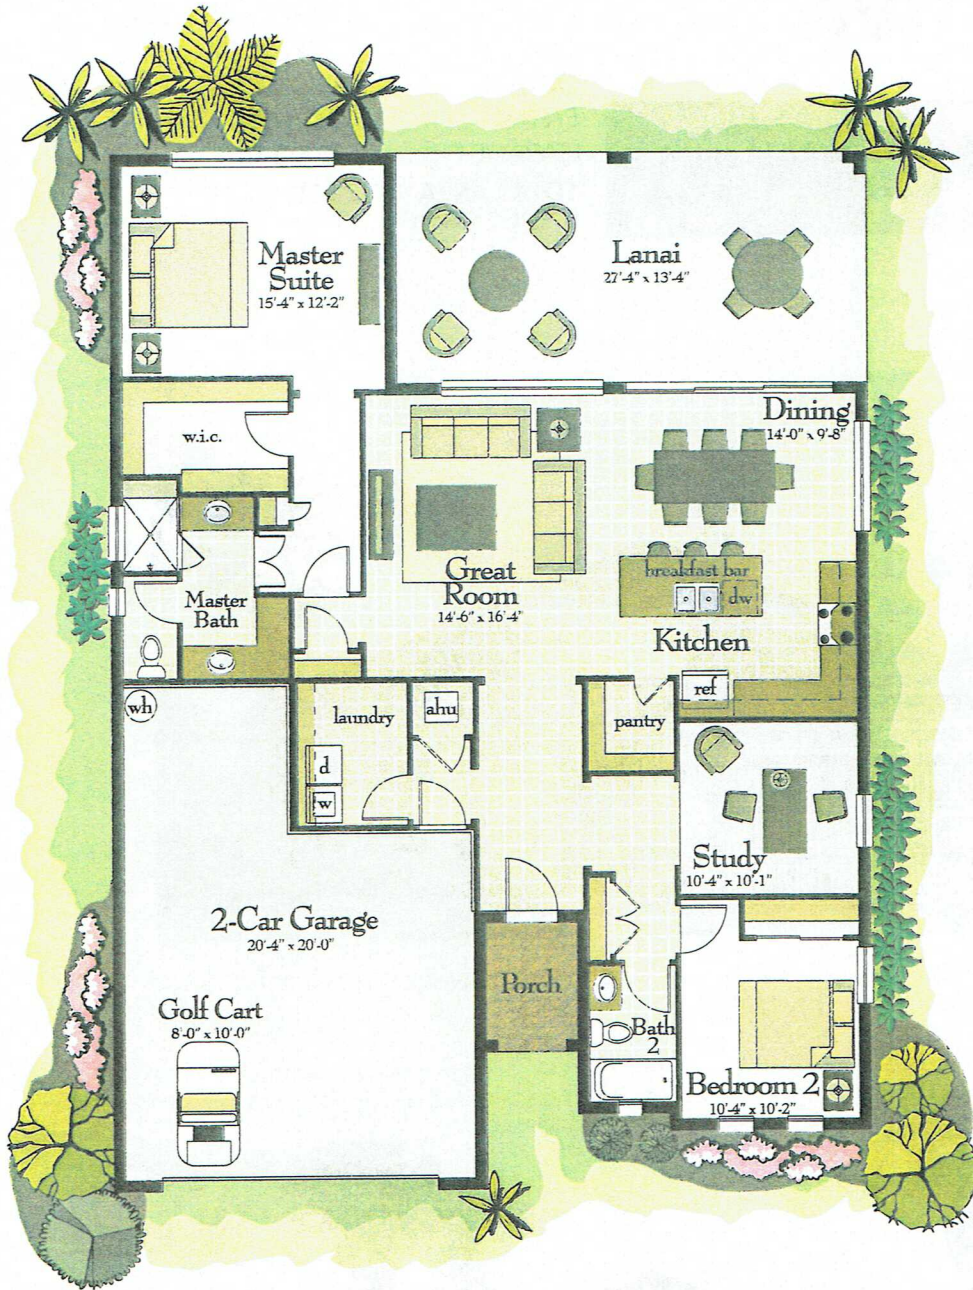 Master
Suite
15'-4" x 12'-2"
Lanai
27'-4" x 13'-4"
Dining
14'-0" x 9'-8"
w.i.c.
Great
Room
14'-6" x 16'-4"
breakfast bar
dw
Kitchen
Master
Bath
ref
wh
laundry
ahu
pantry
d
w
Study
10'-4" x 10'-1"
2-Car Garage
20'-4" x 20'-0"
Porch
Golf Cart
8'-0" x 10'-0"
Bath
2
Bedroom 2
10'-4" x 10'-2"